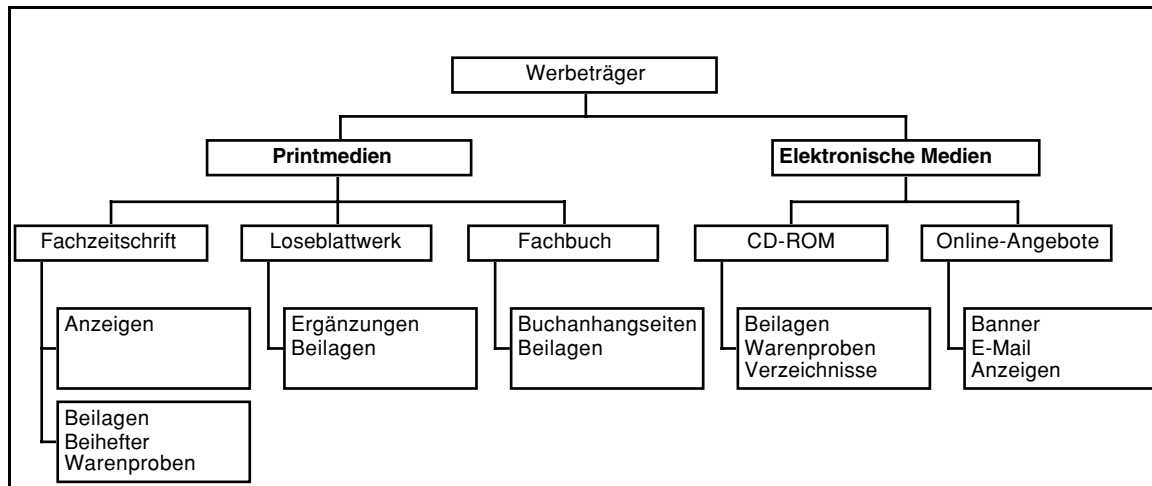 Werbeträger
Printmedien
Elektronische Medien
Fachzeitschrift
Loseblattwerk
Fachbuch
CD-ROM
Online-Angebote
Anzeigen
Ergänzungen
Beilagen
Buchanhangseiten
Beilagen
Beilagen
Warenproben
Verzeichnisse
Banner
E-Mail
Anzeigen
Beilagen
Beihefter
Warenproben